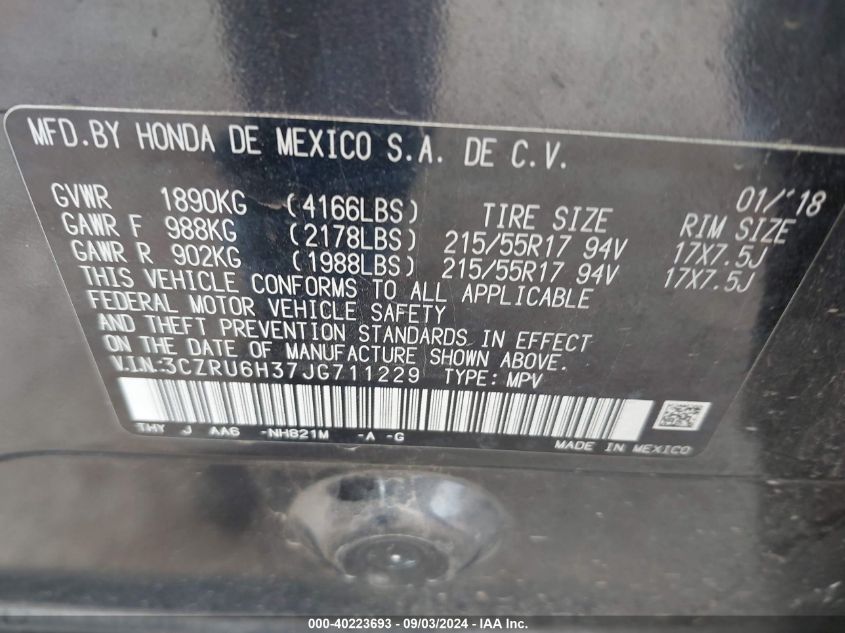 MFD.BY HONDA DE MEXICO S.A. DE C.V.
01/'18
GVWR 1890KG (4166LBS) TIRE SIZE RIM SIZE
GAWR F 988KG (2178LBS) 215/55R17 94V 17X7.5J
GAWR R 902KG (1988LBS) 215/55R17 94V 17X7.5J
THIS VEHICLE CONFORMS TO ALL APPLICABLE
FEDERAL MOTOR VEHICLE SAFETY
AND THEFT PREVENTION STANDARDS IN EFFECT
ON THE DATE OF MANUFACTURE SHOWN ABOVE.
V.I.N:3CZRU6H37JG711229 TYPE: MPV
THY J AA6 -NH821M -A -G
MADE IN MEXICO
000-40223693 - 09/03/2024 - IAAI Inc.